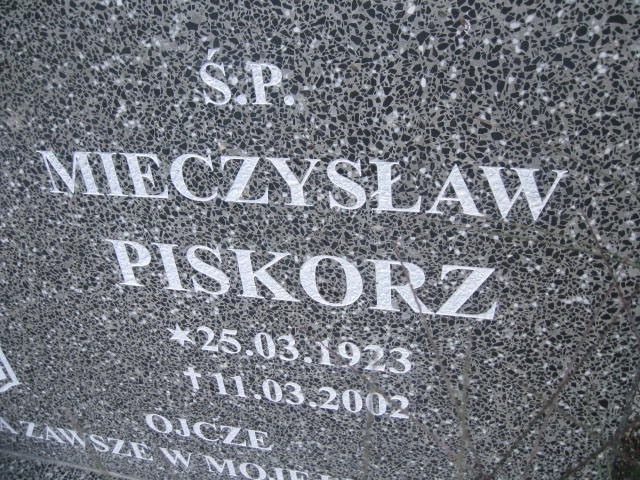 Ś.P.
MIECZYSŁAW
PISKORZ
★25.03.1923
†11.03.2002
OJCZE
ZAWSZE W